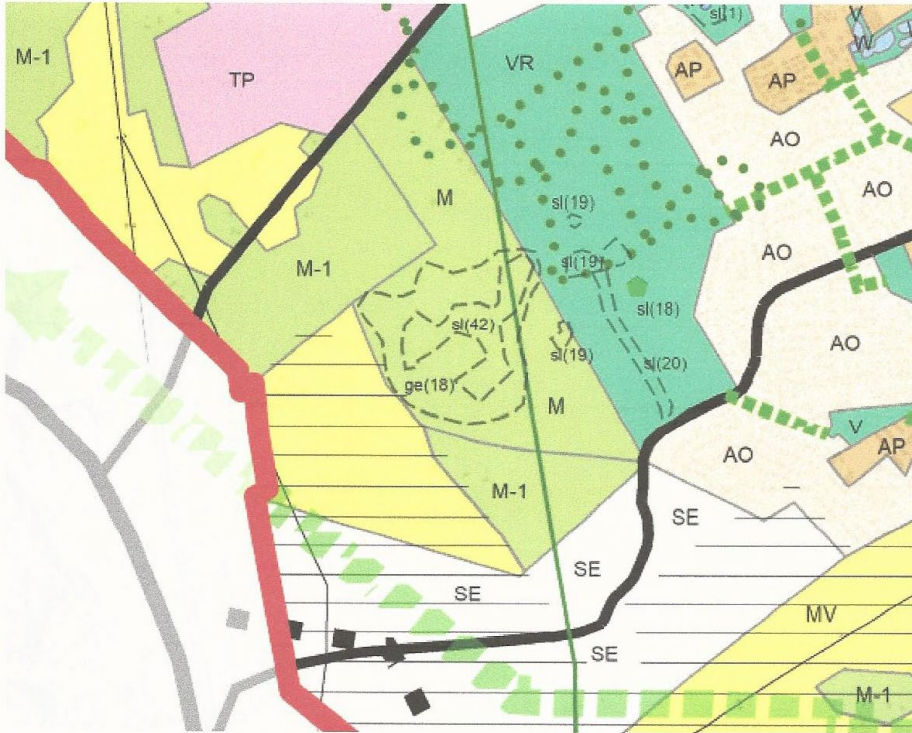 sl(1)
V
W
M-1
TP
VR
AP
AP
AO
AO
M
sl(19)
AO
M-1
sl(19)
sl(18)
sl(42)
AO
sl(19)
sl(20)
ge(18)
M
V
AP
AO
M-1
SE
SE
SE
MV
SE
M-1